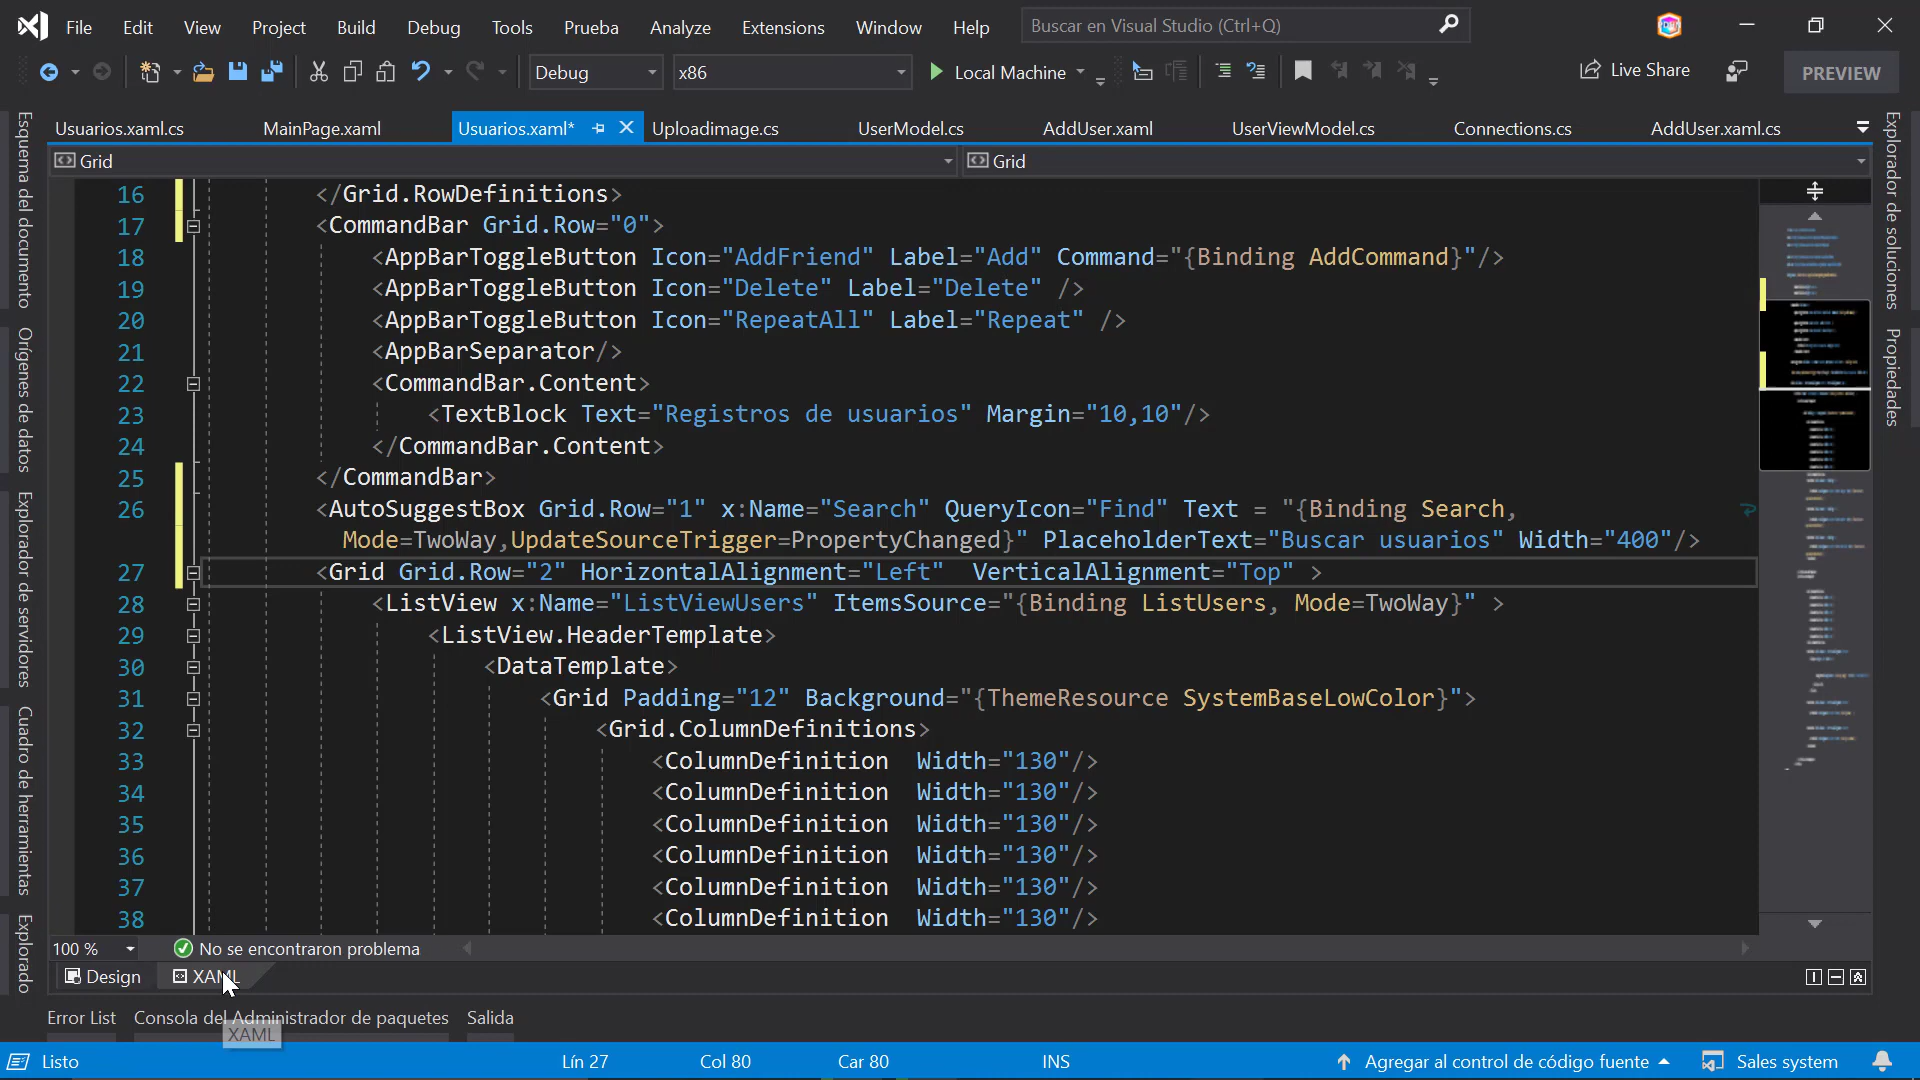 File Edit View Project Build Debug Tools Prueba Analyze Extensions Window Help Buscar en Visual Studio (Ctrl+Q)
Debug x86 Local Machine Live Share PREVIEW
Usuarios.xaml.cs MainPage.xaml Usuarios.xaml* Uploadimage.cs UserModel.cs AddUser.xaml UserViewModel.cs Connections.cs AddUser.xaml.cs
Grid Grid
Esquema del documento
Orígenes de datos
Explorador de servidores
Cuadro de herramientas
Explorado
16 </Grid.RowDefinitions>
17 <CommandBar Grid.Row="0">
18 <AppBarToggleButton Icon="AddFriend" Label="Add" Command="{Binding AddCommand}"/>
19 <AppBarToggleButton Icon="Delete" Label="Delete" />
20 <AppBarToggleButton Icon="RepeatAll" Label="Repeat" />
21 <AppBarSeparator/>
22 <CommandBar.Content>
23 <TextBlock Text="Registros de usuarios" Margin="10,10"/>
24 </CommandBar.Content>
25 </CommandBar>
26 <AutoSuggestBox Grid.Row="1" x:Name="Search" QueryIcon="Find" Text = "{Binding Search,
Mode=TwoWay,UpdateSourceTrigger=PropertyChanged}" PlaceholderText="Buscar usuarios" Width="400"/>
27 <Grid Grid.Row="2" HorizontalAlignment="Left"  VerticalAlignment="Top" >
28 <ListView x:Name="ListViewUsers" ItemsSource="{Binding ListUsers, Mode=TwoWay}" >
29 <ListView.HeaderTemplate>
30 <DataTemplate>
31 <Grid Padding="12" Background="{ThemeResource SystemBaseLowColor}">
32 <Grid.ColumnDefinitions>
33 <ColumnDefinition  Width="130"/>
34 <ColumnDefinition  Width="130"/>
35 <ColumnDefinition  Width="130"/>
36 <ColumnDefinition  Width="130"/>
37 <ColumnDefinition  Width="130"/>
38 <ColumnDefinition  Width="130"/>
Explorador de soluciones
Propiedades
100 % No se encontraron problema
Design XAML
Error List Consola del Administrador de paquetes Salida
XAML
Listo Lín 27 Col 80 Car 80 INS Agregar al control de código fuente Sales system